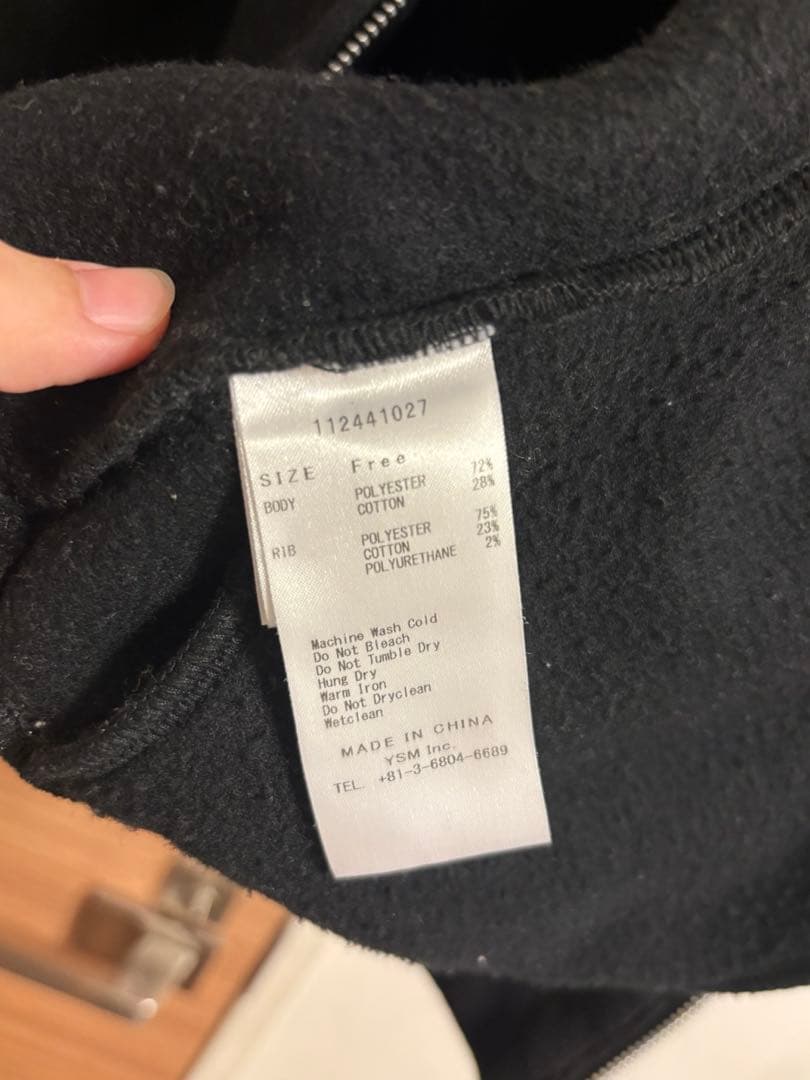 112441027
SIZE Free
BODY POLYESTER 72%
COTTON 28%
RIB POLYESTER 75%
COTTON 23%
POLYURETHANE 2%
Machine Wash Cold
Do Not Bleach
Do Not Tumble Dry
Hung Dry
Warm Iron
Do Not Dryclean
Wetclean
MADE IN CHINA
YSM Inc.
TEL. +81-3-6804-6689